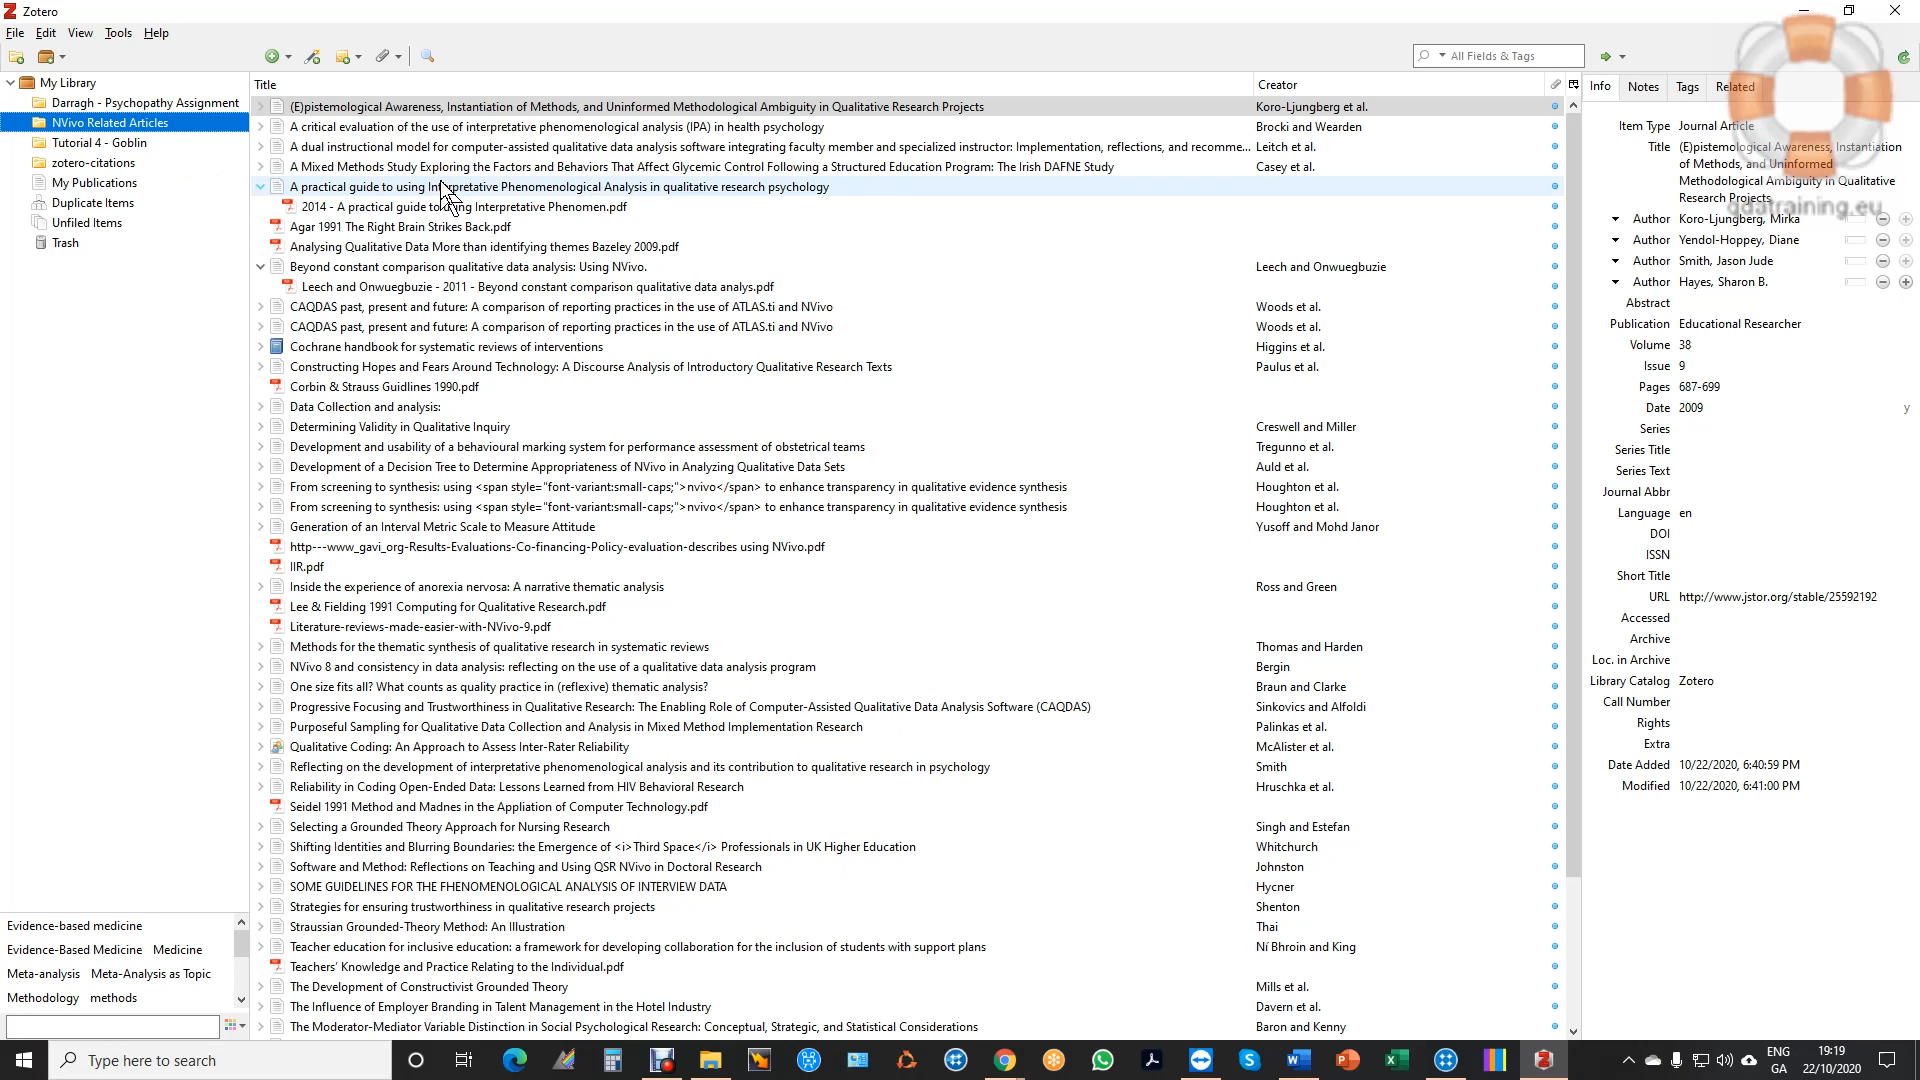 Zotero
File Edit View Tools Help
All Fields & Tags
My Library
Darragh - Psychopathy Assignment
NVivo Related Articles
Tutorial 4 - Goblin
zotero-citations
My Publications
Duplicate Items
Unfiled Items
Trash
Evidence-based medicine
Evidence-Based Medicine Medicine
Meta-analysis Meta-Analysis as Topic
Methodology methods
Title Creator
(E)pistemological Awareness, Instantiation of Methods, and Uninformed Methodological Ambiguity in Qualitative Research Projects Koro-Ljungberg et al.
A critical evaluation of the use of interpretative phenomenological analysis (IPA) in health psychology Brocki and Wearden
A dual instructional model for computer-assisted qualitative data analysis software integrating faculty member and specialized instructor: Implementation, reflections, and recomme... Leitch et al.
A Mixed Methods Study Exploring the Factors and Behaviors That Affect Glycemic Control Following a Structured Education Program: The Irish DAFNE Study Casey et al.
A practical guide to using Interpretative Phenomenological Analysis in qualitative research psychology
2014 - A practical guide to using Interpretative Phenomen.pdf
Agar 1991 The Right Brain Strikes Back.pdf
Analysing Qualitative Data More than identifying themes Bazeley 2009.pdf
Beyond constant comparison qualitative data analysis: Using NVivo. Leech and Onwuegbuzie
Leech and Onwuegbuzie - 2011 - Beyond constant comparison qualitative data analys.pdf
CAQDAS past, present and future: A comparison of reporting practices in the use of ATLAS.ti and NVivo Woods et al.
CAQDAS past, present and future: A comparison of reporting practices in the use of ATLAS.ti and NVivo Woods et al.
Cochrane handbook for systematic reviews of interventions Higgins et al.
Constructing Hopes and Fears Around Technology: A Discourse Analysis of Introductory Qualitative Research Texts Paulus et al.
Corbin & Strauss Guidlines 1990.pdf
Data Collection and analysis:
Determining Validity in Qualitative Inquiry Creswell and Miller
Development and usability of a behavioural marking system for performance assessment of obstetrical teams Tregunno et al.
Development of a Decision Tree to Determine Appropriateness of NVivo in Analyzing Qualitative Data Sets Auld et al.
From screening to synthesis: using <span style="font-variant:small-caps;">nvivo</span> to enhance transparency in qualitative evidence synthesis Houghton et al.
From screening to synthesis: using <span style="font-variant:small-caps;">nvivo</span> to enhance transparency in qualitative evidence synthesis Houghton et al.
Generation of an Interval Metric Scale to Measure Attitude Yusoff and Mohd Janor
http---www_gavi_org-Results-Evaluations-Co-financing-Policy-evaluation-describes using NVivo.pdf
IIR.pdf
Inside the experience of anorexia nervosa: A narrative thematic analysis Ross and Green
Lee & Fielding 1991 Computing for Qualitative Research.pdf
Literature-reviews-made-easier-with-NVivo-9.pdf
Methods for the thematic synthesis of qualitative research in systematic reviews Thomas and Harden
NVivo 8 and consistency in data analysis: reflecting on the use of a qualitative data analysis program Bergin
One size fits all? What counts as quality practice in (reflexive) thematic analysis? Braun and Clarke
Progressive Focusing and Trustworthiness in Qualitative Research: The Enabling Role of Computer-Assisted Qualitative Data Analysis Software (CAQDAS) Sinkovics and Alfoldi
Purposeful Sampling for Qualitative Data Collection and Analysis in Mixed Method Implementation Research Palinkas et al.
Qualitative Coding: An Approach to Assess Inter-Rater Reliability McAlister et al.
Reflecting on the development of interpretative phenomenological analysis and its contribution to qualitative research in psychology Smith
Reliability in Coding Open-Ended Data: Lessons Learned from HIV Behavioral Research Hruschka et al.
Seidel 1991 Method and Madnes in the Appliation of Computer Technology.pdf
Selecting a Grounded Theory Approach for Nursing Research Singh and Estefan
Shifting Identities and Blurring Boundaries: the Emergence of <i>Third Space</i> Professionals in UK Higher Education Whitchurch
Software and Method: Reflections on Teaching and Using QSR NVivo in Doctoral Research Johnston
SOME GUIDELINES FOR THE FHENOMENOLOGICAL ANALYSIS OF INTERVIEW DATA Hycner
Strategies for ensuring trustworthiness in qualitative research projects Shenton
Straussian Grounded-Theory Method: An Illustration Thai
Teacher education for inclusive education: a framework for developing collaboration for the inclusion of students with support plans Ní Bhroin and King
Teachers' Knowledge and Practice Relating to the Individual.pdf
The Development of Constructivist Grounded Theory Mills et al.
The Influence of Employer Branding in Talent Management in the Hotel Industry Davern et al.
The Moderator-Mediator Variable Distinction in Social Psychological Research: Conceptual, Strategic, and Statistical Considerations Baron and Kenny
Info Notes Tags Related
Item Type Journal Article
Title (E)pistemological Awareness, Instantiation
of Methods, and Uninformed
Methodological Ambiguity in Qualitative
Research Projects
qdatraining.eu
Author Koro-Ljungberg, Mirka
Author Yendol-Hoppey, Diane
Author Smith, Jason Jude
Author Hayes, Sharon B.
Abstract
Publication Educational Researcher
Volume 38
Issue 9
Pages 687-699
Date 2009 y
Series
Series Title
Series Text
Journal Abbr
Language en
DOI
ISSN
Short Title
URL http://www.jstor.org/stable/25592192
Accessed
Archive
Loc. in Archive
Library Catalog Zotero
Call Number
Rights
Extra
Date Added 10/22/2020, 6:40:59 PM
Modified 10/22/2020, 6:41:00 PM
Type here to search
ENG
GA
19:19
22/10/2020